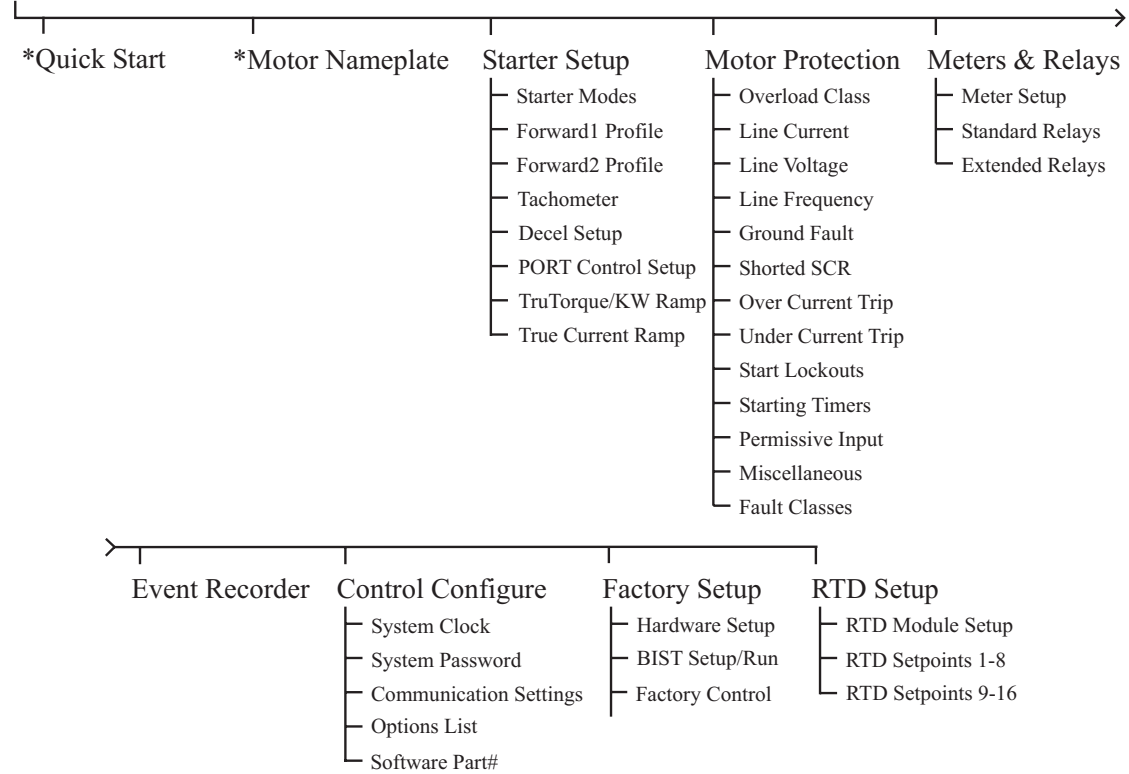 *Quick Start
*Motor Nameplate
Starter Setup
Starter Modes
Forward1 Profile
Forward2 Profile
Tachometer
Decel Setup
PORT Control Setup
TruTorque/KW Ramp
True Current Ramp
Motor Protection
Overload Class
Line Current
Line Voltage
Line Frequency
Ground Fault
Shorted SCR
Over Current Trip
Under Current Trip
Start Lockouts
Starting Timers
Permissive Input
Miscellaneous
Fault Classes
Meters & Relays
Meter Setup
Standard Relays
Extended Relays
Event Recorder
Control Configure
System Clock
System Password
Communication Settings
Options List
Software Part#
Factory Setup
Hardware Setup
BIST Setup/Run
Factory Control
RTD Setup
RTD Module Setup
RTD Setpoints 1-8
RTD Setpoints 9-16